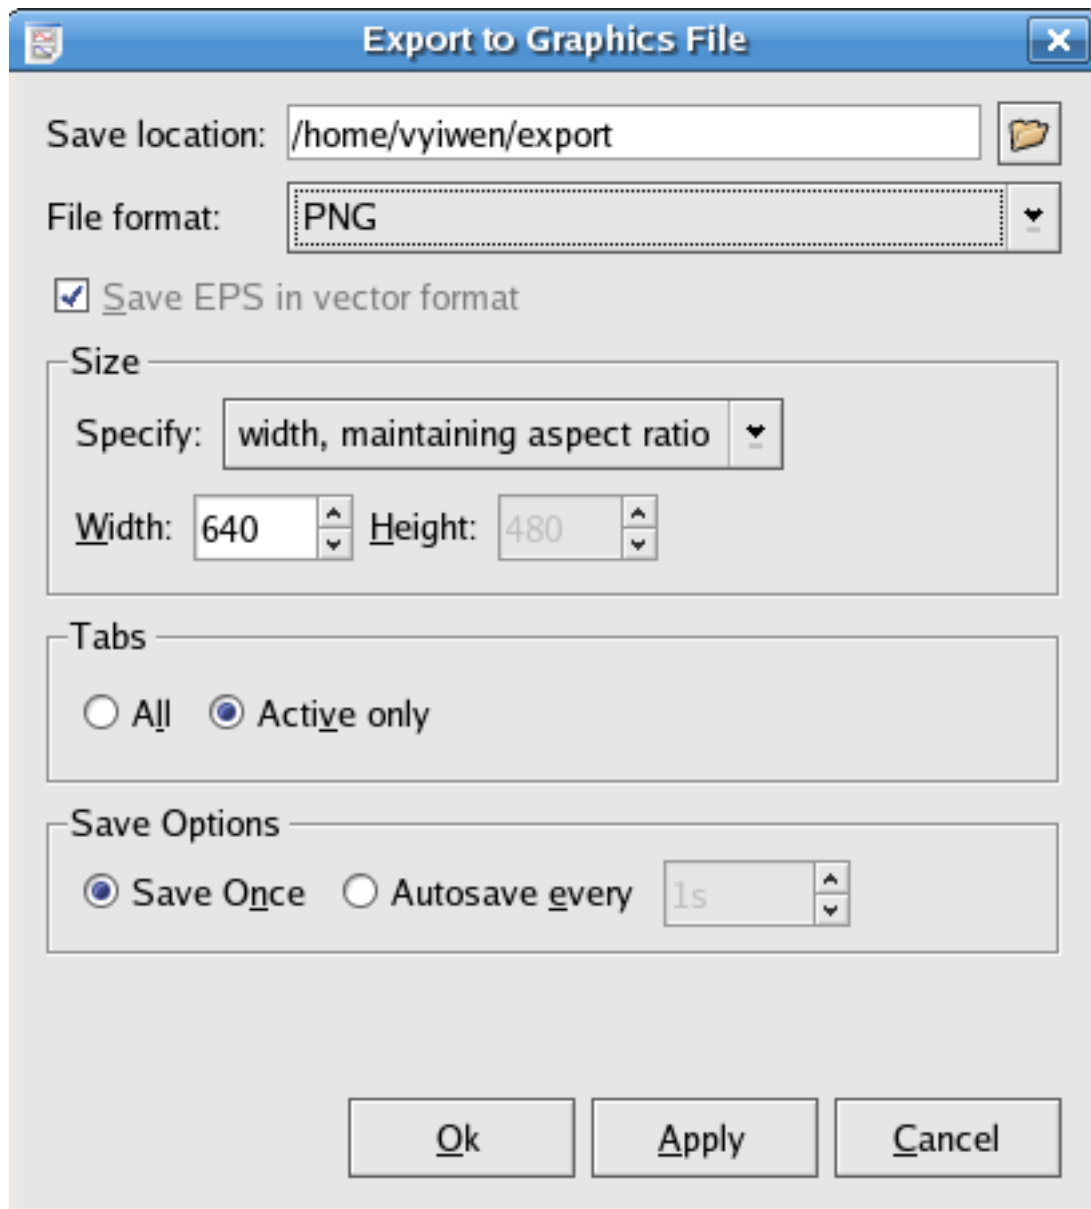 Export to Graphics File
Save location: /home/vyiwen/export
File format: PNG
Save EPS in vector format
Size
Specify: width, maintaining aspect ratio
Width: 640 Height: 480
Tabs
All Active only
Save Options
Save Once Autosave every 1s
Ok Apply Cancel